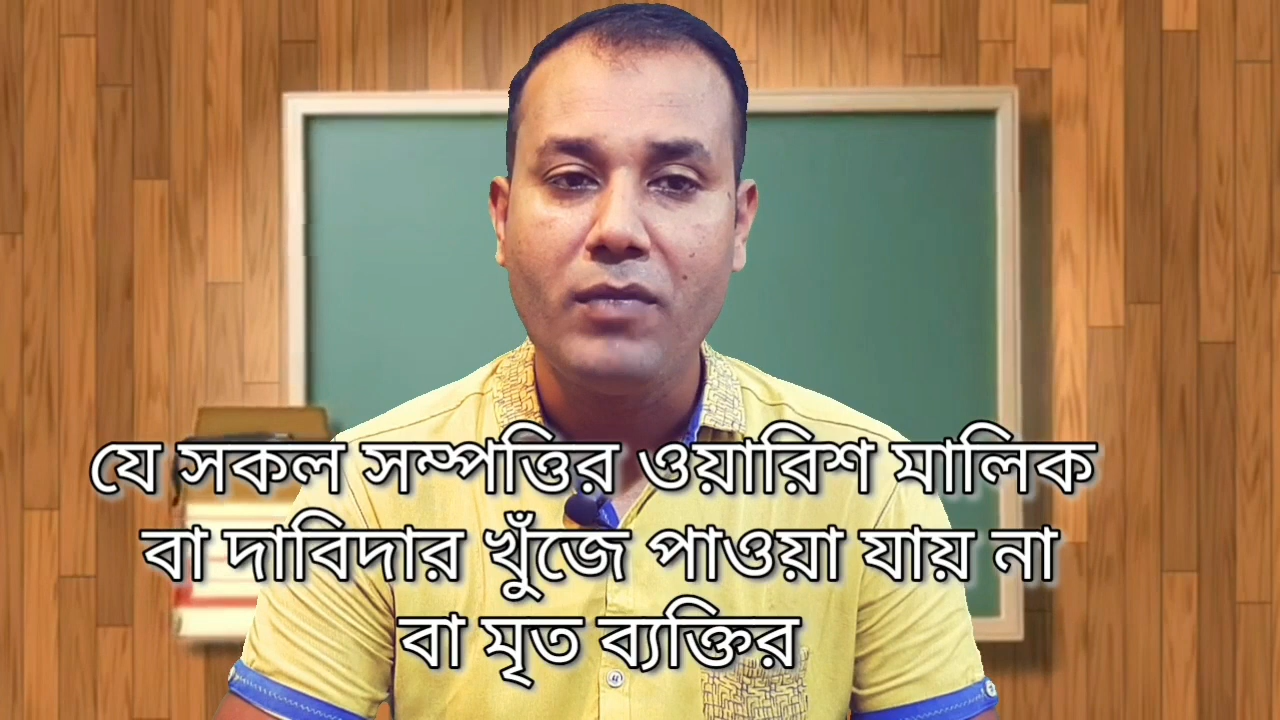 যে সকল সম্পত্তির ওয়ারিশ মালিক
বা দাবিদার খুঁজে পাওয়া যায় না
বা মৃত ব্যক্তির